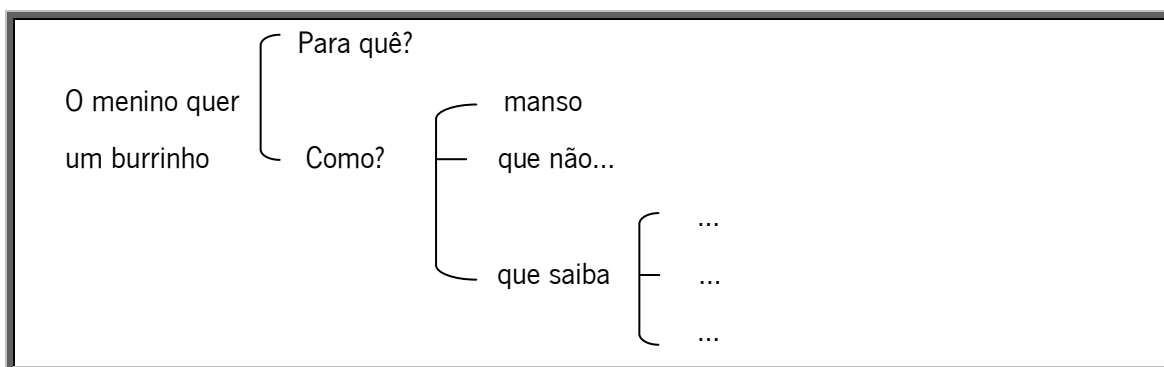 Para quê?
O menino quer
manso
um burrinho
Como?
que não...
...
que saiba
...
...